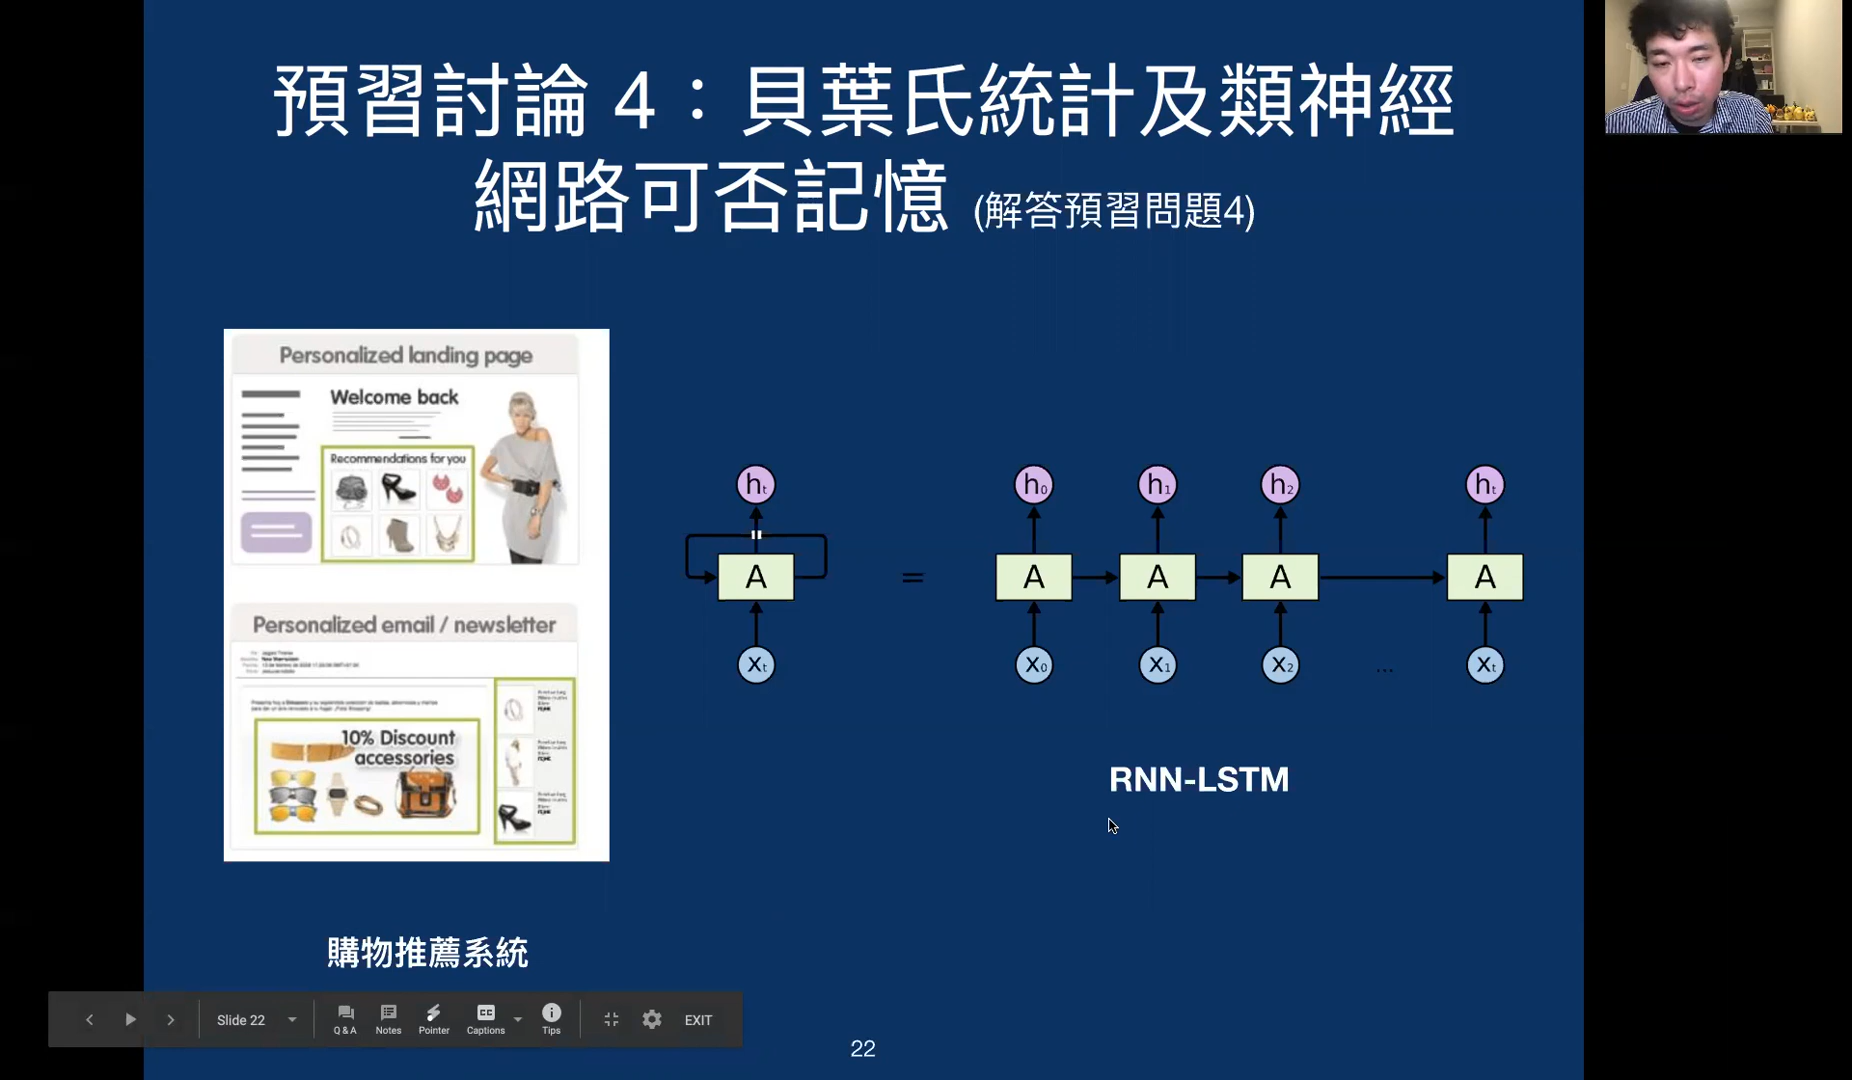 預習討論 4：貝葉氏統計及類神經
網路可否記憶 (解答預習問題4)
Personalized landing page
Welcome back
Recommendations for you
Personalized email / newsletter
10% Discount
accessories
購物推薦系統
hₜ
A
xₜ
=
h₀ h₁ h₂ hₜ
A A A A
x₀ x₁ x₂ ... xₜ
RNN-LSTM
Slide 22
Q & A
Notes
Pointer
CC
Captions
Tips
EXIT
22